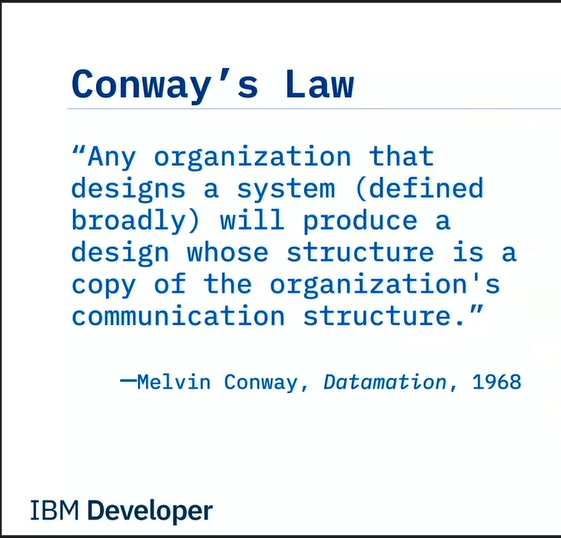 Conway’s Law
“Any organization that
designs a system (defined
broadly) will produce a
design whose structure is a
copy of the organization's
communication structure.”
—Melvin Conway, Datamation, 1968
IBM Developer